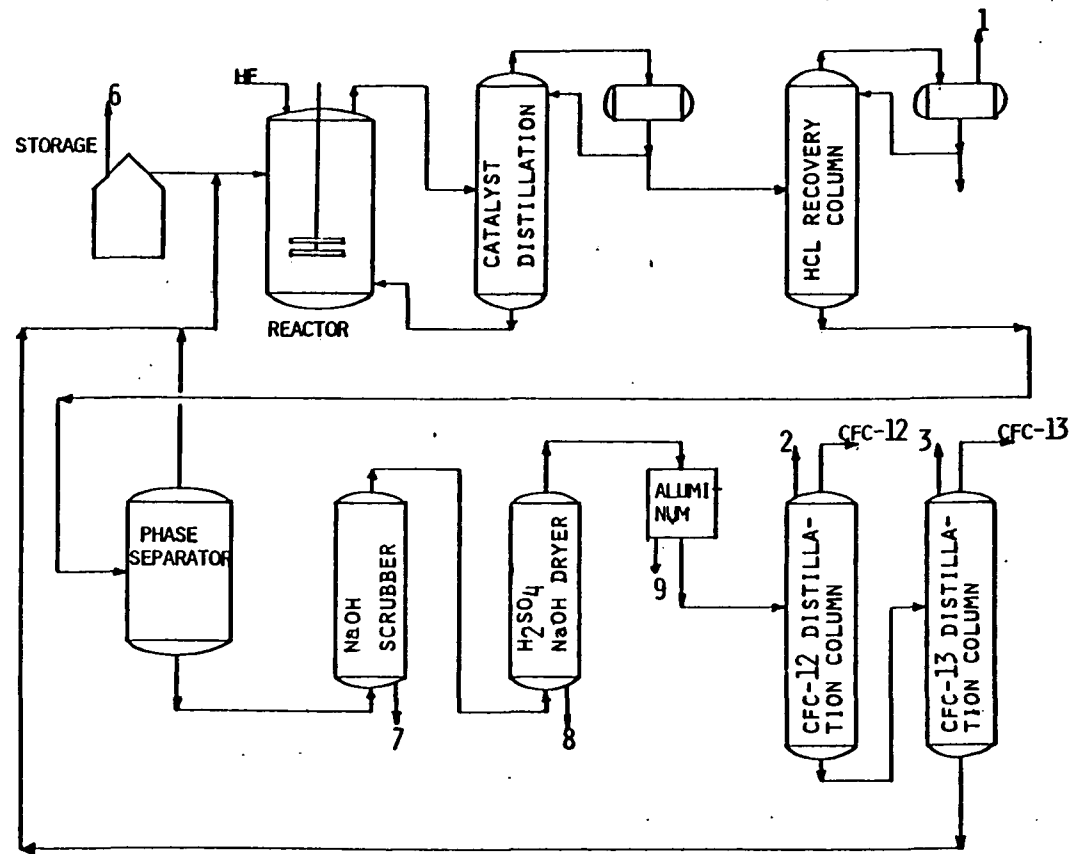 1
6
HF
STORAGE
CATALYST
DISTILLATION
HCL RECOVERY
COLUMN
REACTOR
2
CFC-12
3
CFC-13
PHASE
SEPARATOR
NaOH
SCRUBBER
H2SO4
NaOH DRYER
ALUMI-
NUM
9
CFC-12 DISTILLA-
TION COLUMN
CFC-13 DISTILLA-
TION COLUMN
7
8